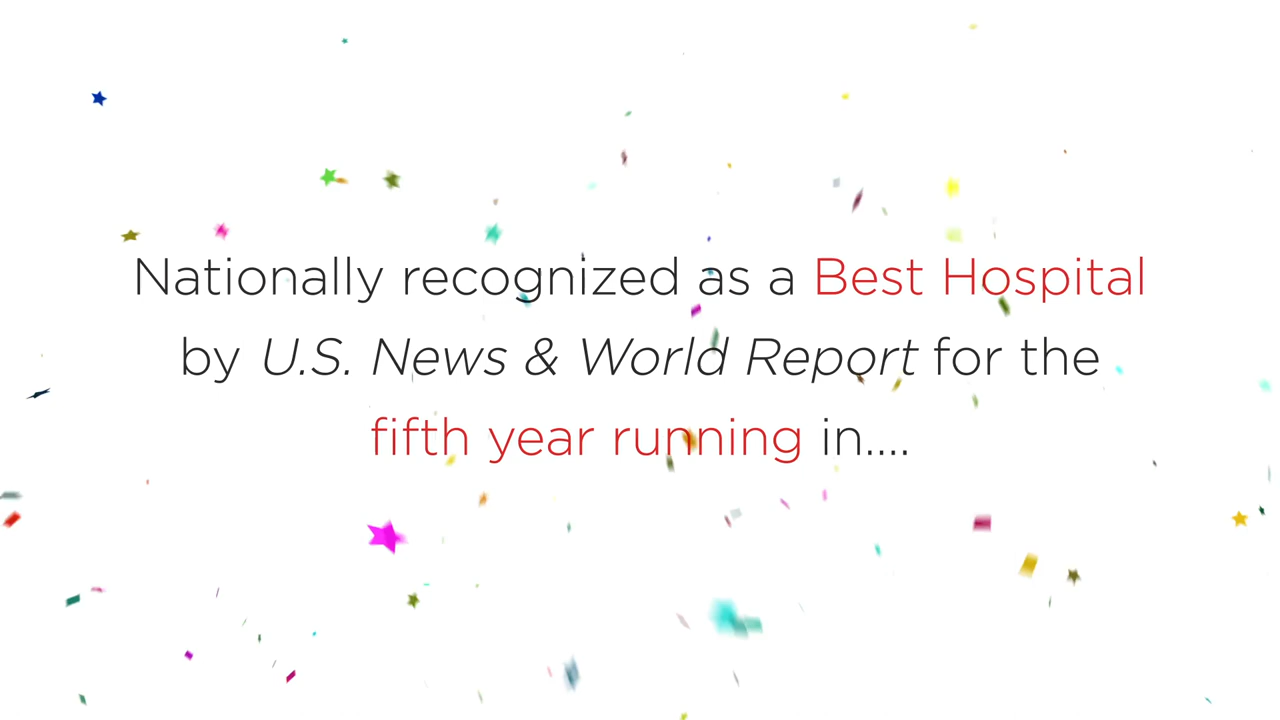 Nationally recognized as a Best Hospital
by U.S. News & World Report for the
fifth year running in....